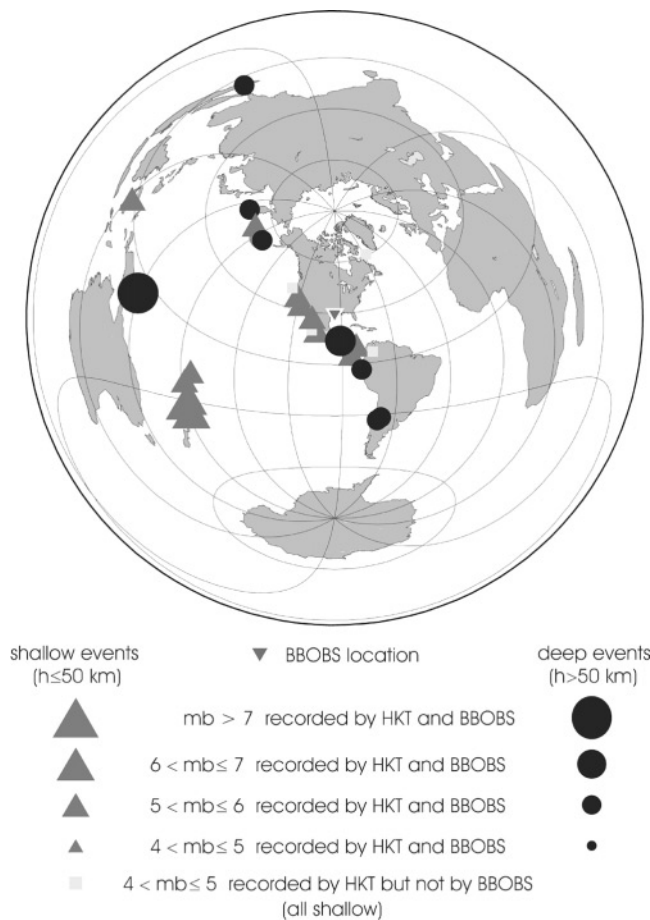 shallow events
(h≤50 km)
▼ BBOBS location
deep events
(h>50 km)
mb > 7 recorded by HKT and BBOBS
6 < mb≤ 7 recorded by HKT and BBOBS
5 < mb≤ 6 recorded by HKT and BBOBS
4 < mb≤ 5 recorded by HKT and BBOBS
4 < mb≤ 5 recorded by HKT but not by BBOBS
(all shallow)